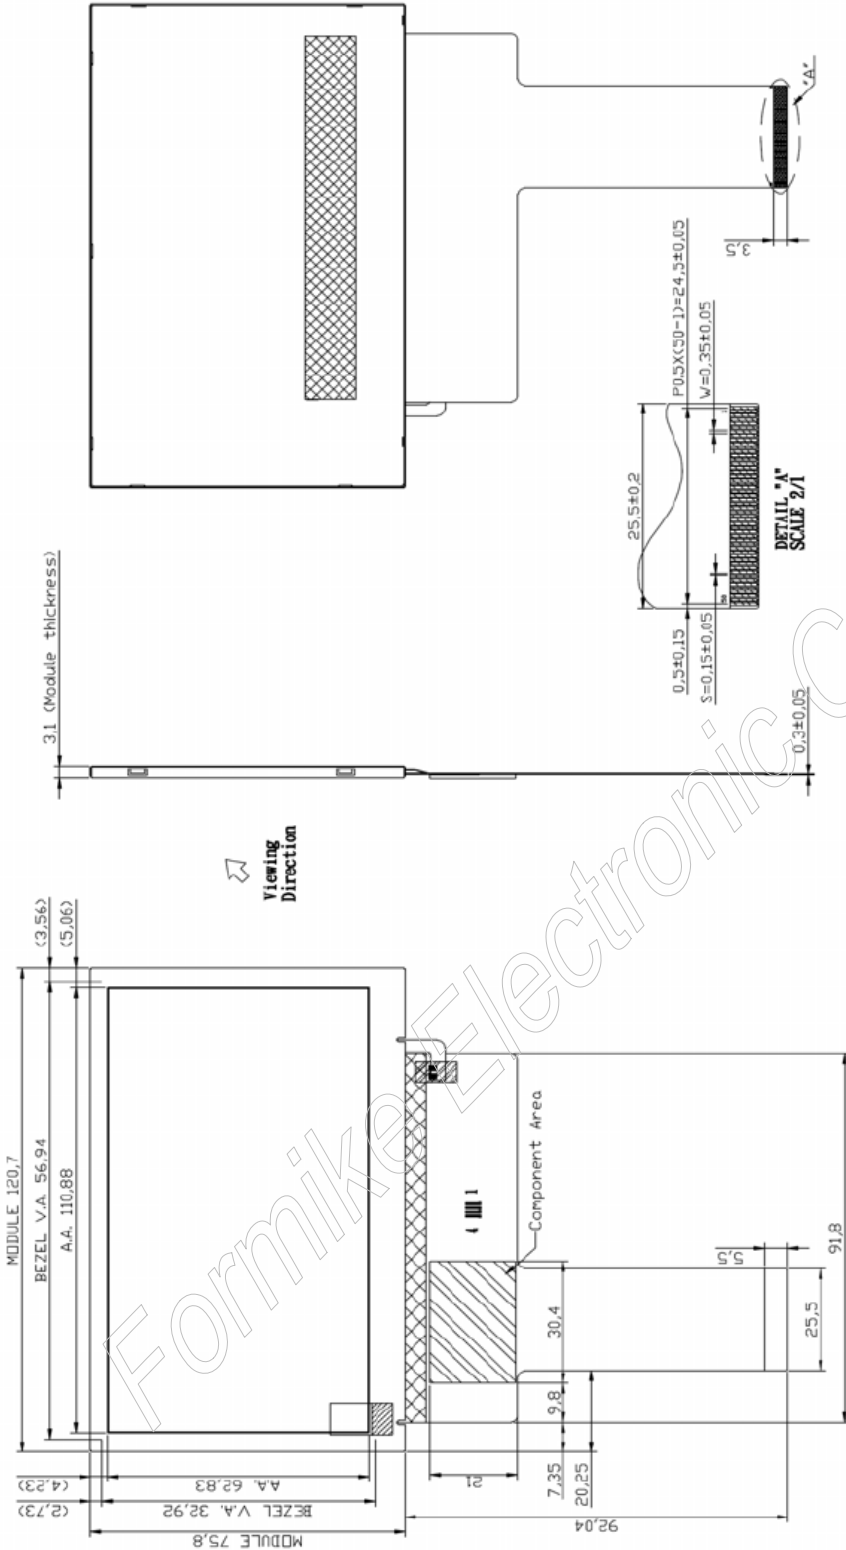 "A"
3,5
P0.5X(50-1)=24,5±0,05
W=0,35±0,05
25,5±0,2
1
50
DETAIL "A"
SCALE 2/1
0,5±0,15
S=0,15±0,05
3,1 (Module thickness)
0,3±0,05
Viewing
Direction
MODULE 120,7
(3,56)
BEZEL V.A. 56,94
(5,06)
A.A. 110,88
Component Area
5,5
91,8
30,4
25,5
9,8
7,35
20,25
21
92,04
(4,23)
A.A. 62,83
(2,73)
BEZEL V.A. 32,92
MODULE 75,8
Formike Electronic